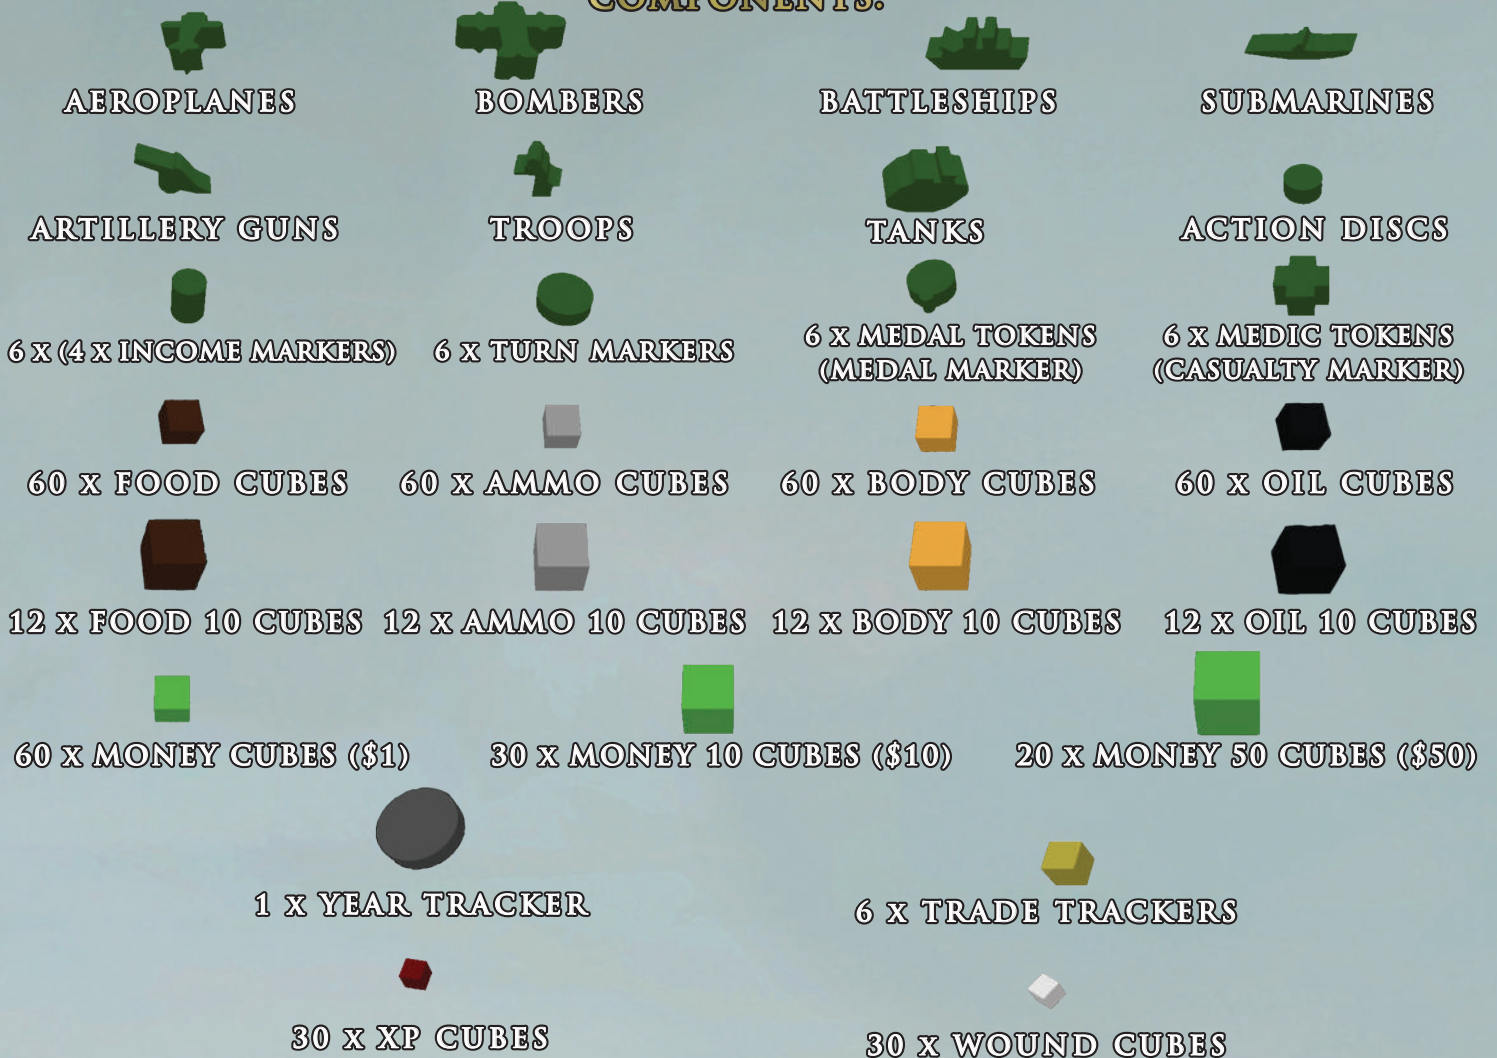 COMPONENTS:
AEROPLANES
BOMBERS
BATTLESHIPS
SUBMARINES
ARTILLERY GUNS
TROOPS
TANKS
ACTION DISCS
6 x (4 x INCOME MARKERS)
6 x TURN MARKERS
6 x MEDAL TOKENS
(MEDAL MARKER)
6 x MEDIC TOKENS
(CASUALTY MARKER)
60 x FOOD CUBES
60 x AMMO CUBES
60 x BODY CUBES
60 x OIL CUBES
12 x FOOD 10 CUBES
12 x AMMO 10 CUBES
12 x BODY 10 CUBES
12 x OIL 10 CUBES
60 x MONEY CUBES ($1)
30 x MONEY 10 CUBES ($10)
20 x MONEY 50 CUBES ($50)
1 x YEAR TRACKER
6 x TRADE TRACKERS
30 x XP CUBES
30 x WOUND CUBES